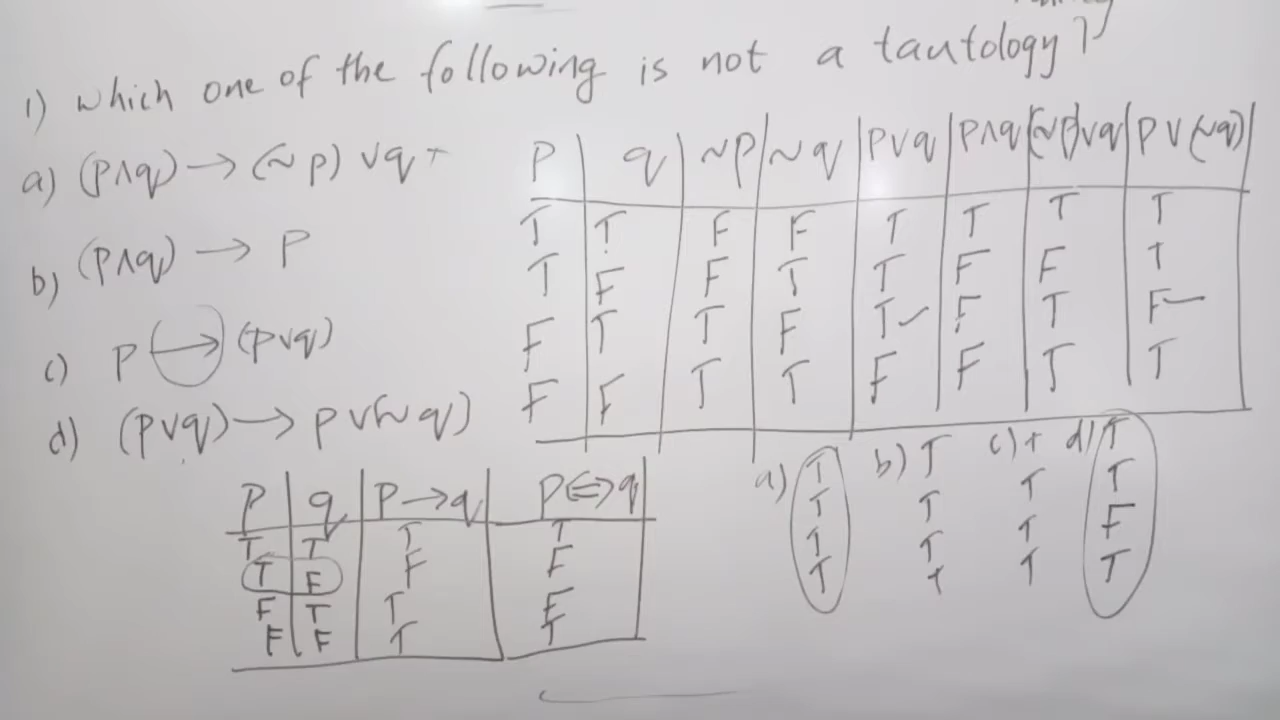 1) which one of the following is not a tautology?
a) (p∧q) → (~p) ∨q
b) (p∧q) → p
c) p → (p∨q)
d) (p∨q) → p∨(~q)
p q ~p ~q p∨q p∧q (~p)∨q p∨(~q)
T T F F T T T T
T F F T T F F T
F T T F T✓ F T F
F F T T F F T T
a) T b) T c) T d) T
T T T T
T T T F
T T T T
p q p→q p⇔q
T T T T
T F F F
F T T F
F F T T